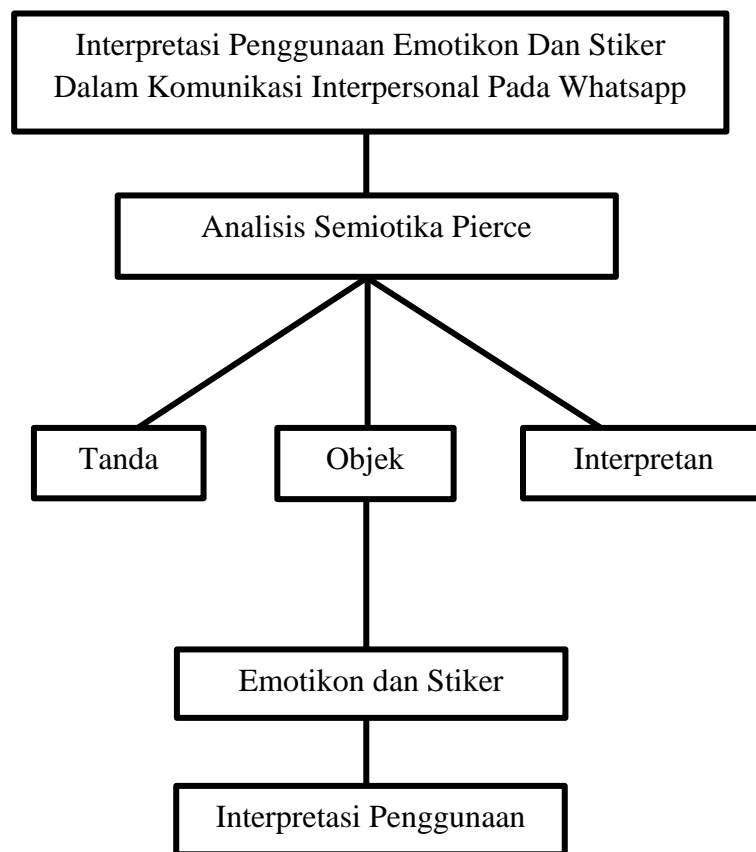 Interpretasi Penggunaan Emotikon Dan Stiker
Dalam Komunikasi Interpersonal Pada Whatsapp
Analisis Semiotika Pierce
Tanda
Objek
Interpretan
Emotikon dan Stiker
Interpretasi Penggunaan